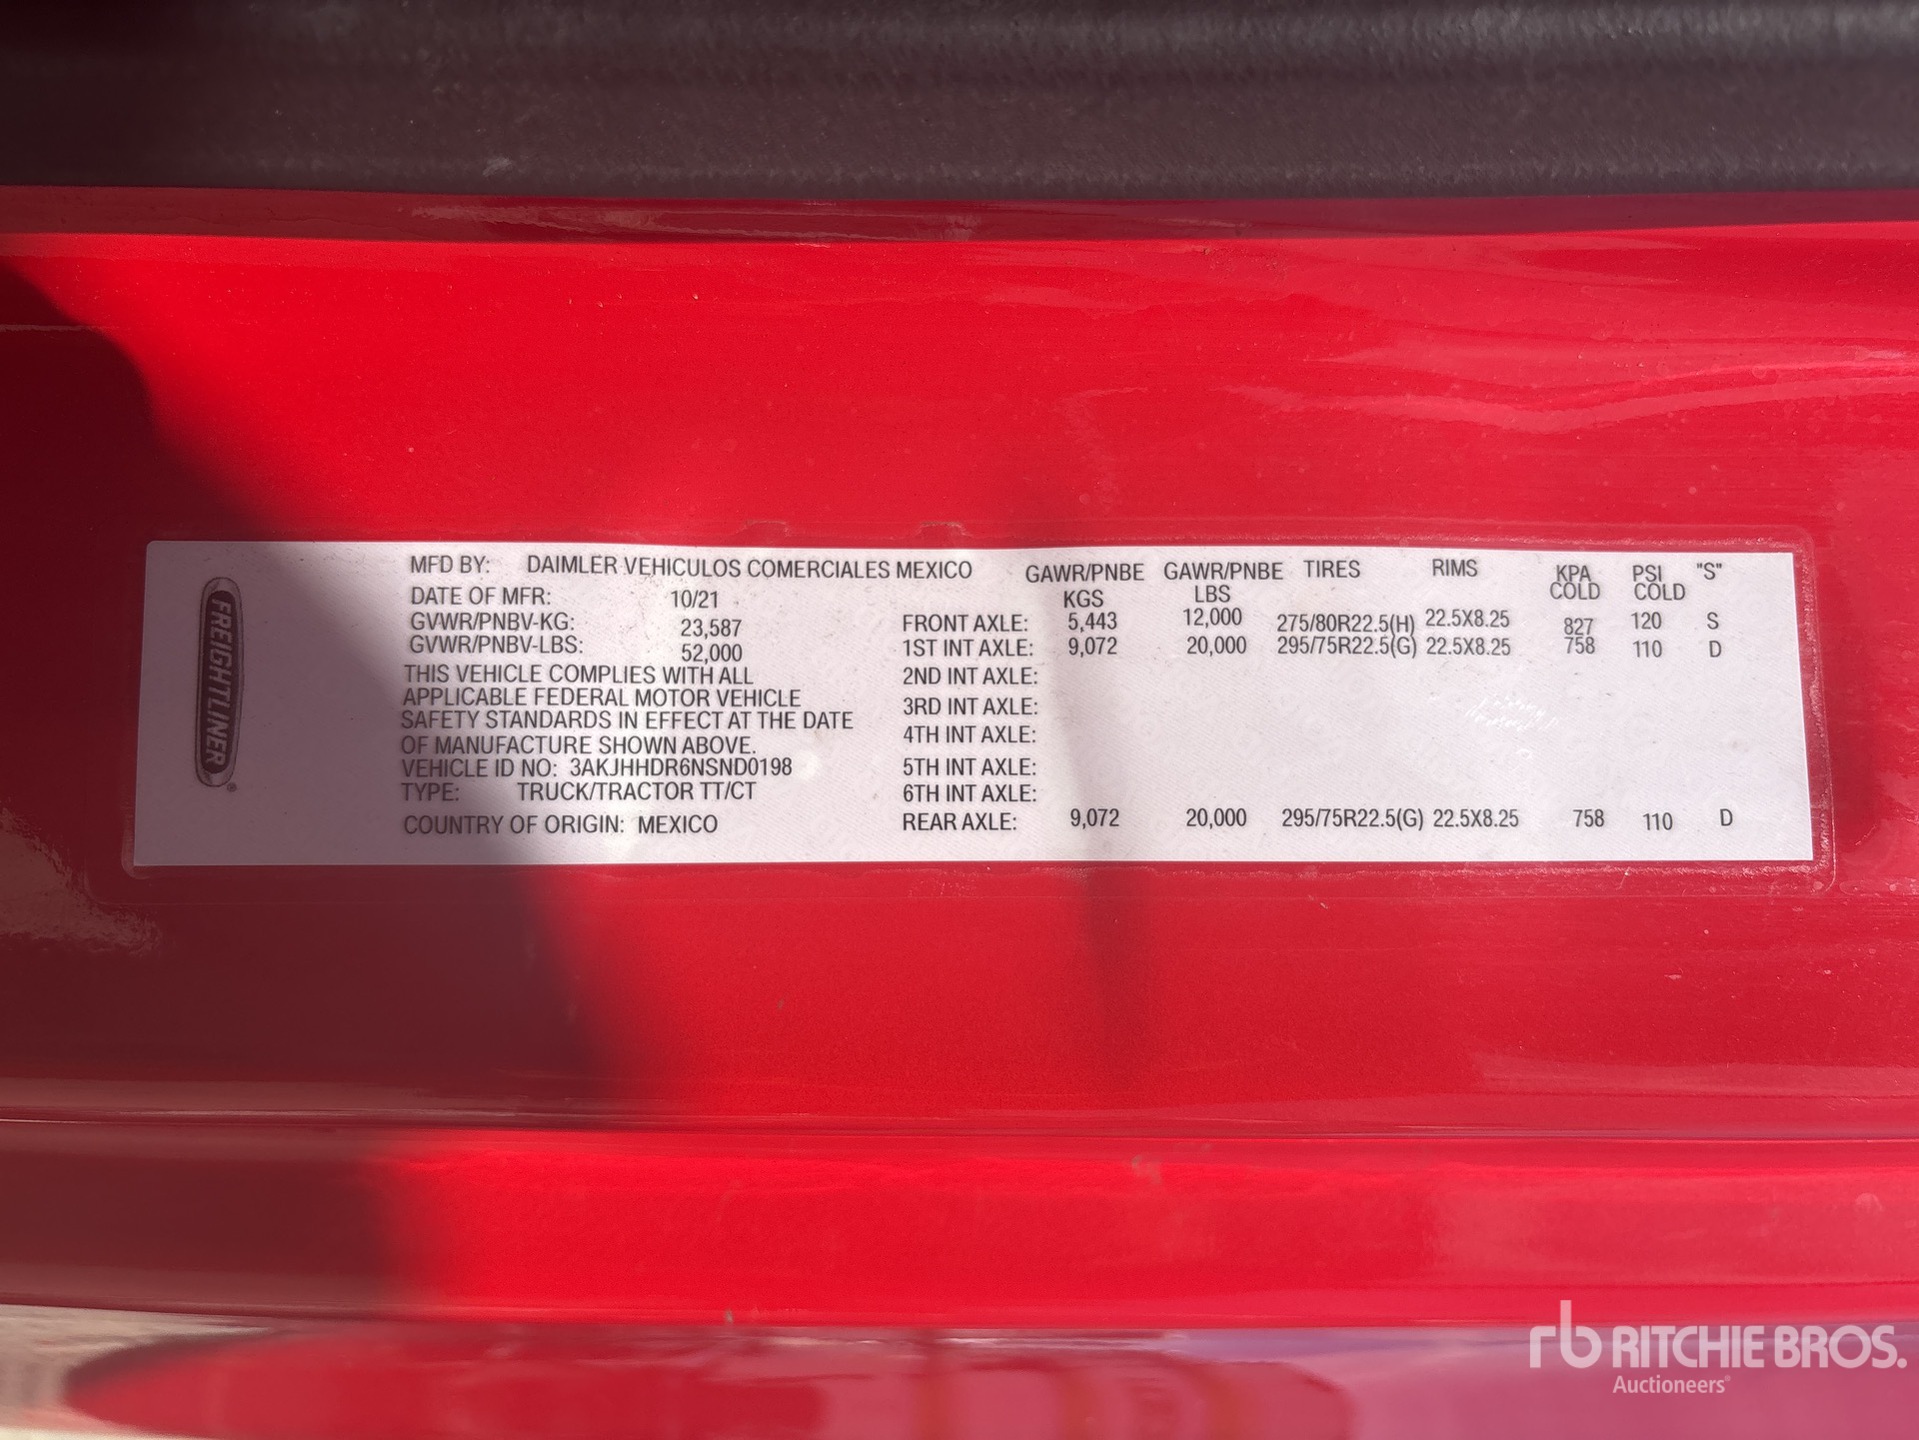 FREIGHTLINER®
MFD BY: DAIMLER VEHICULOS COMERCIALES MEXICO
DATE OF MFR: 10/21
GVWR/PNBV-KG: 23,587
GVWR/PNBV-LBS: 52,000
THIS VEHICLE COMPLIES WITH ALL
APPLICABLE FEDERAL MOTOR VEHICLE
SAFETY STANDARDS IN EFFECT AT THE DATE
OF MANUFACTURE SHOWN ABOVE.
VEHICLE ID NO: 3AKJHHDR6NSND0198
TYPE: TRUCK/TRACTOR TT/CT
COUNTRY OF ORIGIN: MEXICO
GAWR/PNBE GAWR/PNBE TIRES RIMS KPA PSI "S"
KGS LBS COLD COLD
FRONT AXLE: 5,443 12,000 275/80R22.5(H) 22.5X8.25 827 120 S
1ST INT AXLE: 9,072 20,000 295/75R22.5(G) 22.5X8.25 758 110 D
2ND INT AXLE:
3RD INT AXLE:
4TH INT AXLE:
5TH INT AXLE:
6TH INT AXLE:
REAR AXLE: 9,072 20,000 295/75R22.5(G) 22.5X8.25 758 110 D
rb RITCHIE BROS.
Auctioneers®